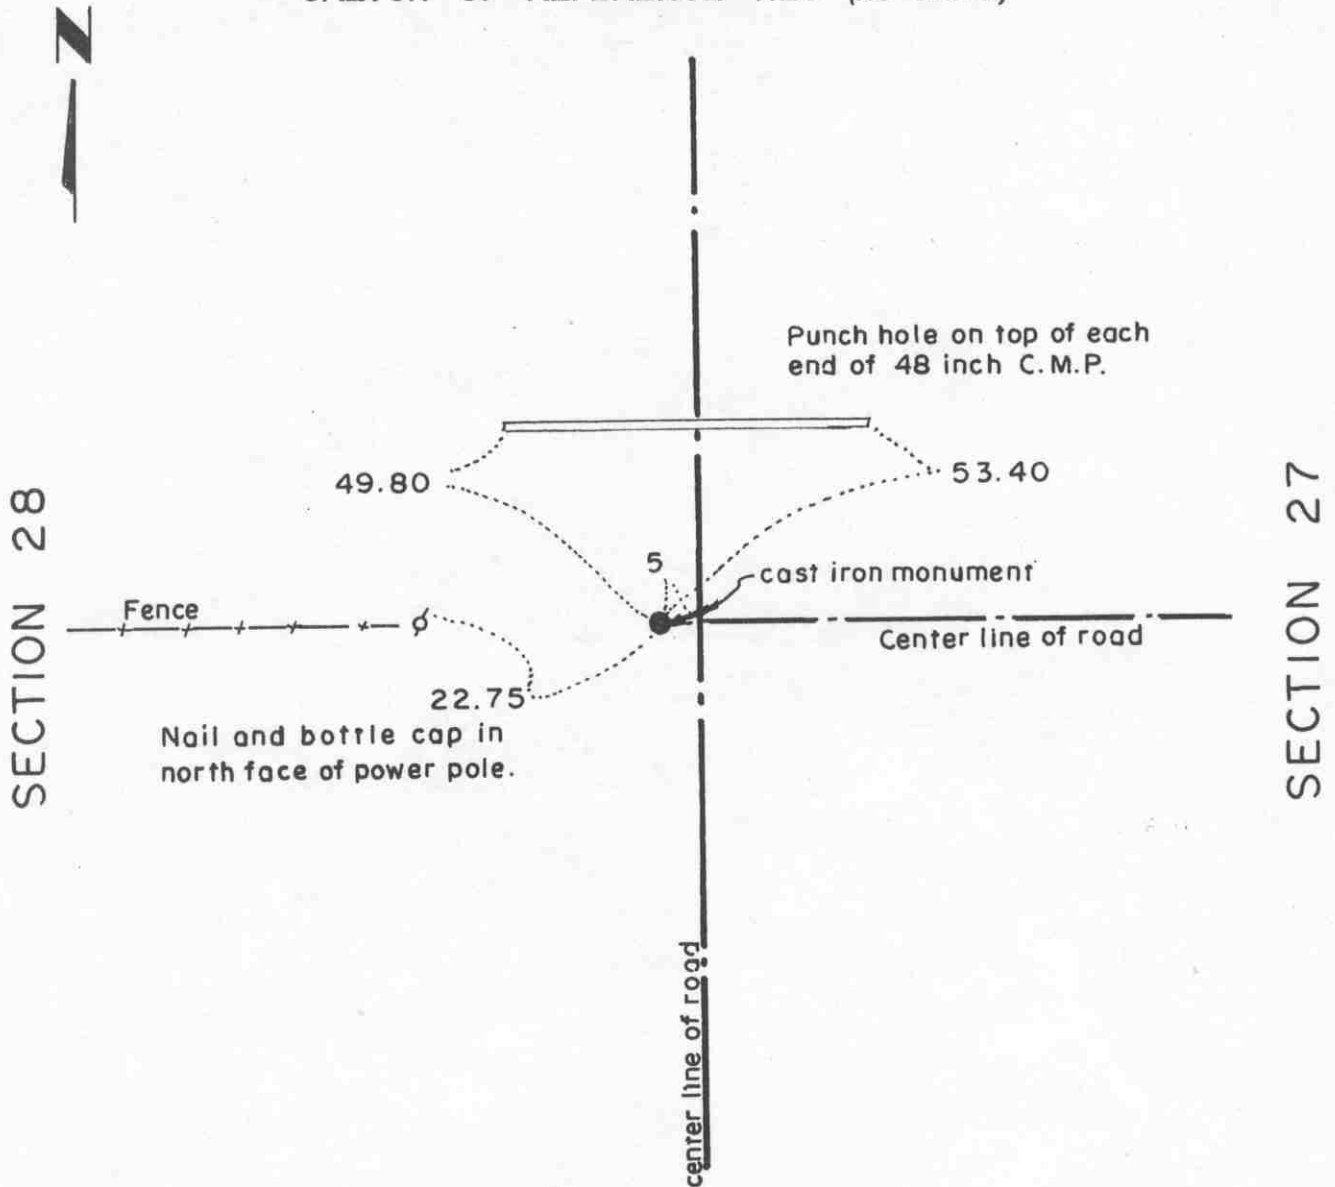 N
Punch hole on top of each
end of 48 inch C.M.P.
49.80
53.40
SECTION 28
SECTION 27
5
cast iron monument
Fence
Center line of road
22.75
Nail and bottle cap in
north face of power pole.
center line of road